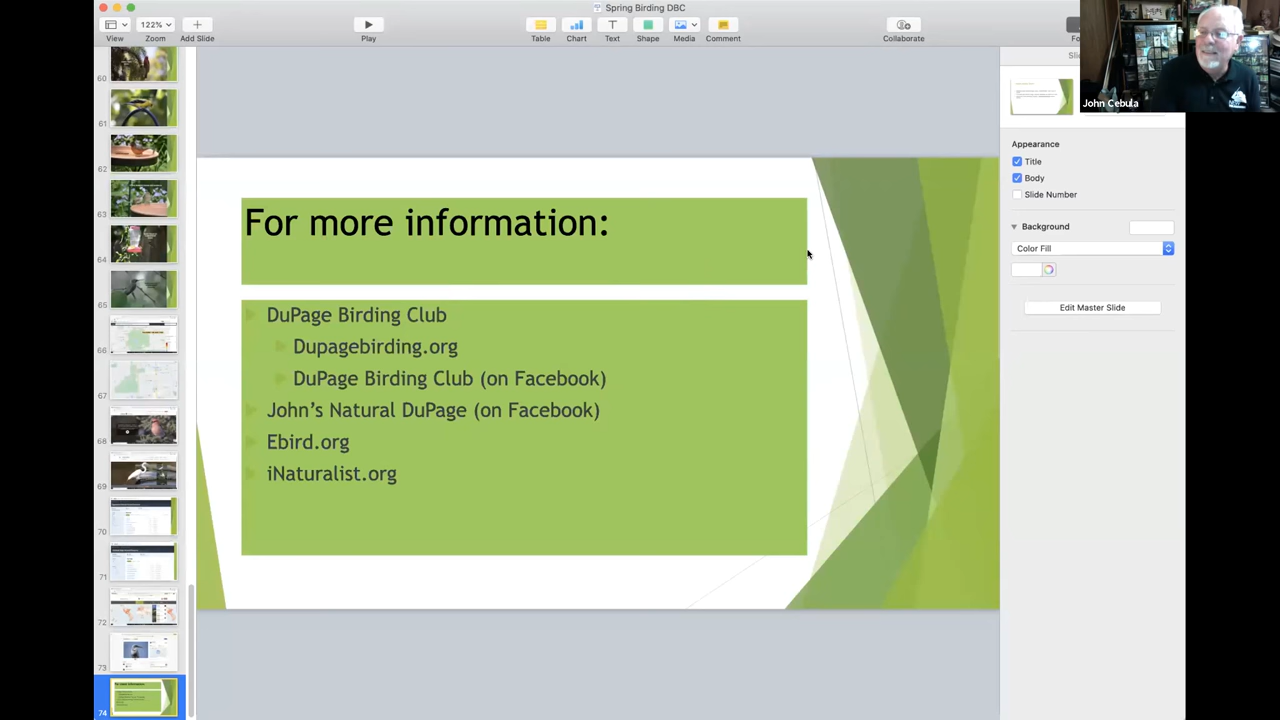 Spring Birding DBC
122%
View
Zoom
Add Slide
Play
Table
Chart
Text
Shape
Media
Comment
Collaborate
John Cebula
60
61
62
63
64
65
66
67
68
69
70
71
72
73
74
For more information:
DuPage Birding Club
Dupagebirding.org
DuPage Birding Club (on Facebook)
John’s Natural DuPage (on Facebook)
Ebird.org
iNaturalist.org
Appearance
Title
Body
Slide Number
Background
Color Fill
Edit Master Slide